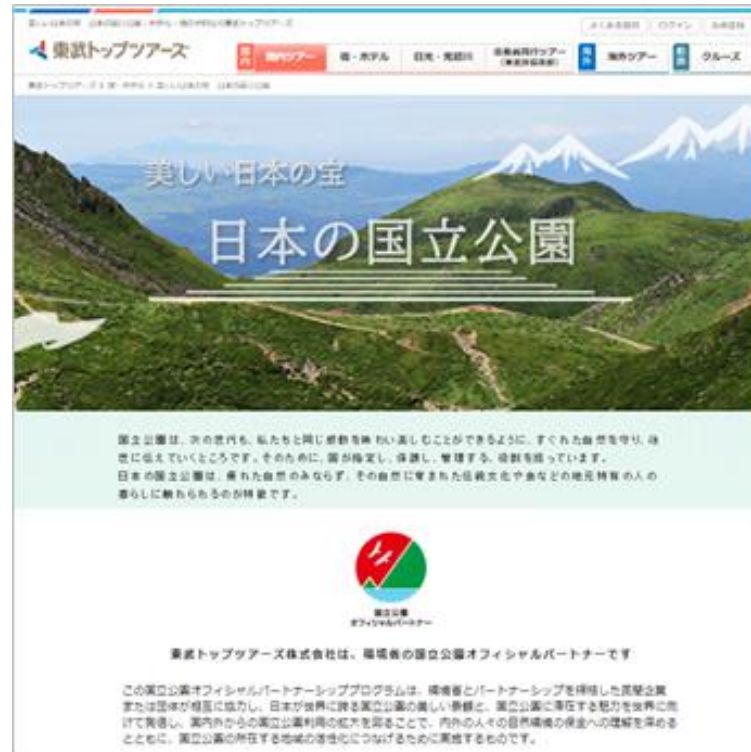 よくある質問 ログイン 会員登録
東武トップツアーズ
国内
国内ツアー
宿・ホテル
日光・鬼怒川
海外
海外ツアー
クルーズ
美しい日本の宝
日本の国立公園
国立公園は、次の世代も、私たちと同じ感動を味わい楽しむことができるように、すぐれた自然を守り、後
世に伝えていくところです。そのために、国が指定し、保護し、管理する、役割を担っています。
日本の国立公園は、優れた自然のみならず、その自然に育まれた伝統文化や食などの地元特有の人の
暮らしに触れられるのが特徴です。
国立公園
オフィシャルパートナー
東武トップツアーズ株式会社は、環境省の国立公園オフィシャルパートナーです
この国立公園オフィシャルパートナーシッププログラムは、環境省とパートナーシップを締結した民間企業
または団体が相互に協力し、日本が世界に誇る国立公園の美しい景観と、国立公園に滞在する魅力を世界に向
けて発信し、国内外からの国立公園利用の拡大を図ることで、内外の人々の自然環境の保全への理解を深める
とともに、国立公園の所在する地域の活性化につなげるために実施するものです。